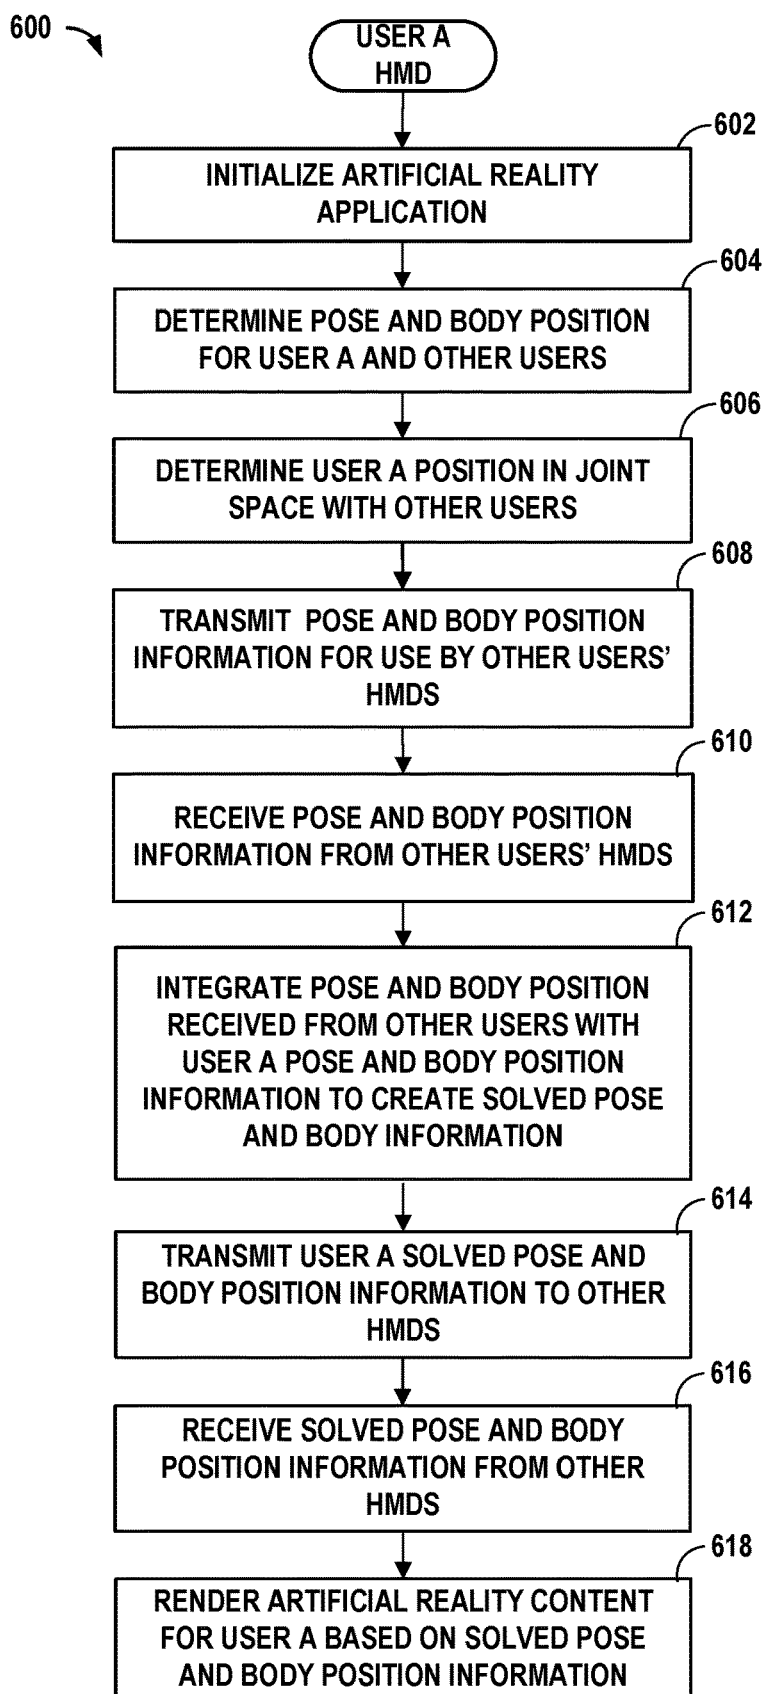 600
USER A
HMD
602
INITIALIZE ARTIFICIAL REALITY
APPLICATION
604
DETERMINE POSE AND BODY POSITION
FOR USER A AND OTHER USERS
606
DETERMINE USER A POSITION IN JOINT
SPACE WITH OTHER USERS
608
TRANSMIT POSE AND BODY POSITION
INFORMATION FOR USE BY OTHER USERS’
HMDS
610
RECEIVE POSE AND BODY POSITION
INFORMATION FROM OTHER USERS’ HMDS
612
INTEGRATE POSE AND BODY POSITION
RECEIVED FROM OTHER USERS WITH
USER A POSE AND BODY POSITION
INFORMATION TO CREATE SOLVED POSE
AND BODY INFORMATION
614
TRANSMIT USER A SOLVED POSE AND
BODY POSITION INFORMATION TO OTHER
HMDS
616
RECEIVE SOLVED POSE AND BODY
POSITION INFORMATION FROM OTHER
HMDS
618
RENDER ARTIFICIAL REALITY CONTENT
FOR USER A BASED ON SOLVED POSE
AND BODY POSITION INFORMATION